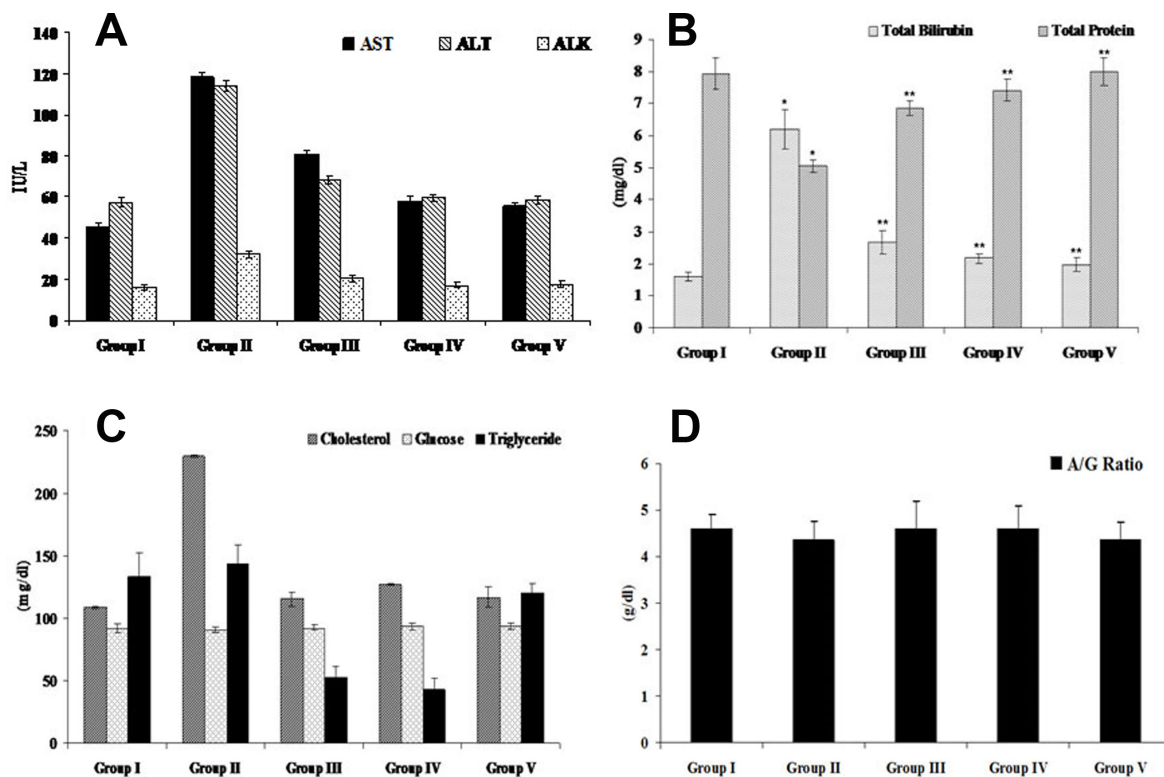 A
AST ALT ALK
140
120
100
80
60
40
20
0
IU/L
Group I Group II Group III Group IV Group V
B
Total Bilirubin Total Protein
9
8
7
6
5
4
3
2
1
0
(mg/dl)
* * ** ** ** ** ** **
Group I Group II Group III Group IV Group V
C
Cholesterol Glucose Triglyceride
250
200
150
100
50
0
(mg/dl)
Group I Group II Group III Group IV Group V
D
A/G Ratio
6
5
4
3
2
1
0
(g/dl)
Group I Group II Group III Group IV Group V